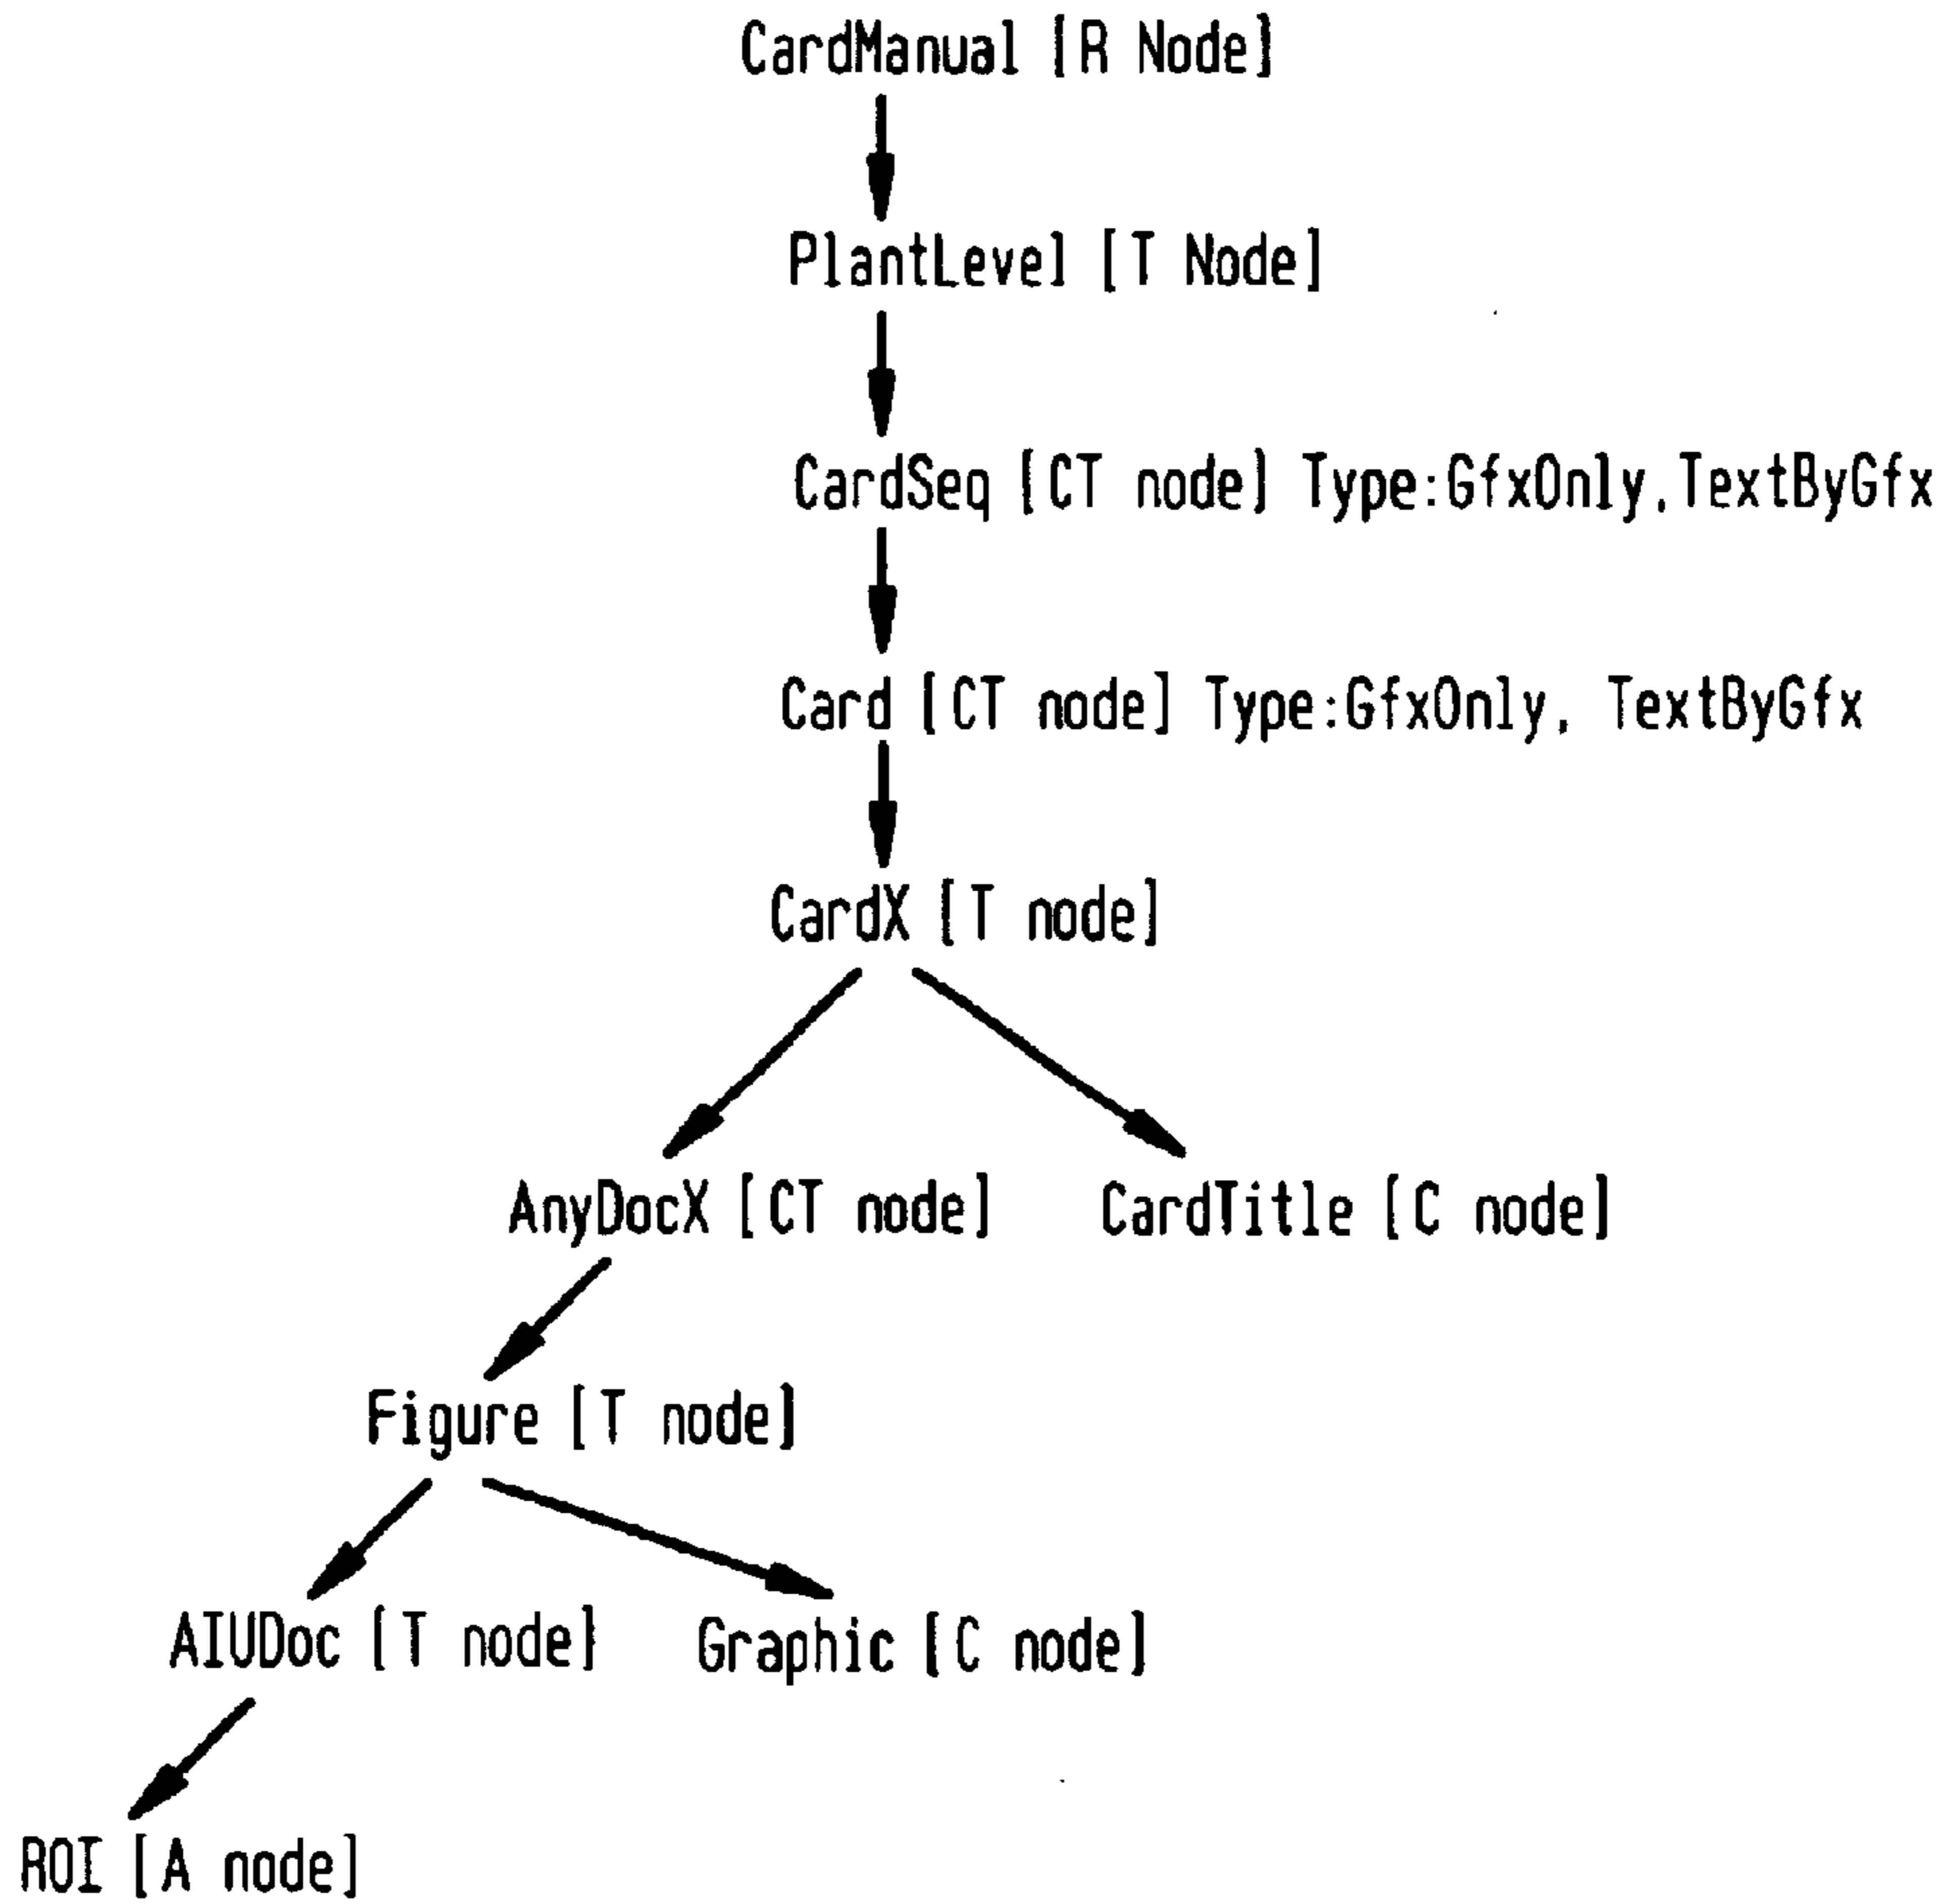 CardManual [R Node]
PlantLevel [T Node]
CardSeq [CT node] Type:GfxOnly,TextByGfx
Card [CT node] Type:GfxOnly, TextByGfx
CardX [T node]
AnyDocX [CT node] CardTitle [C node]
Figure [T node]
AIUDoc [T node] Graphic [C node]
ROI [A node]